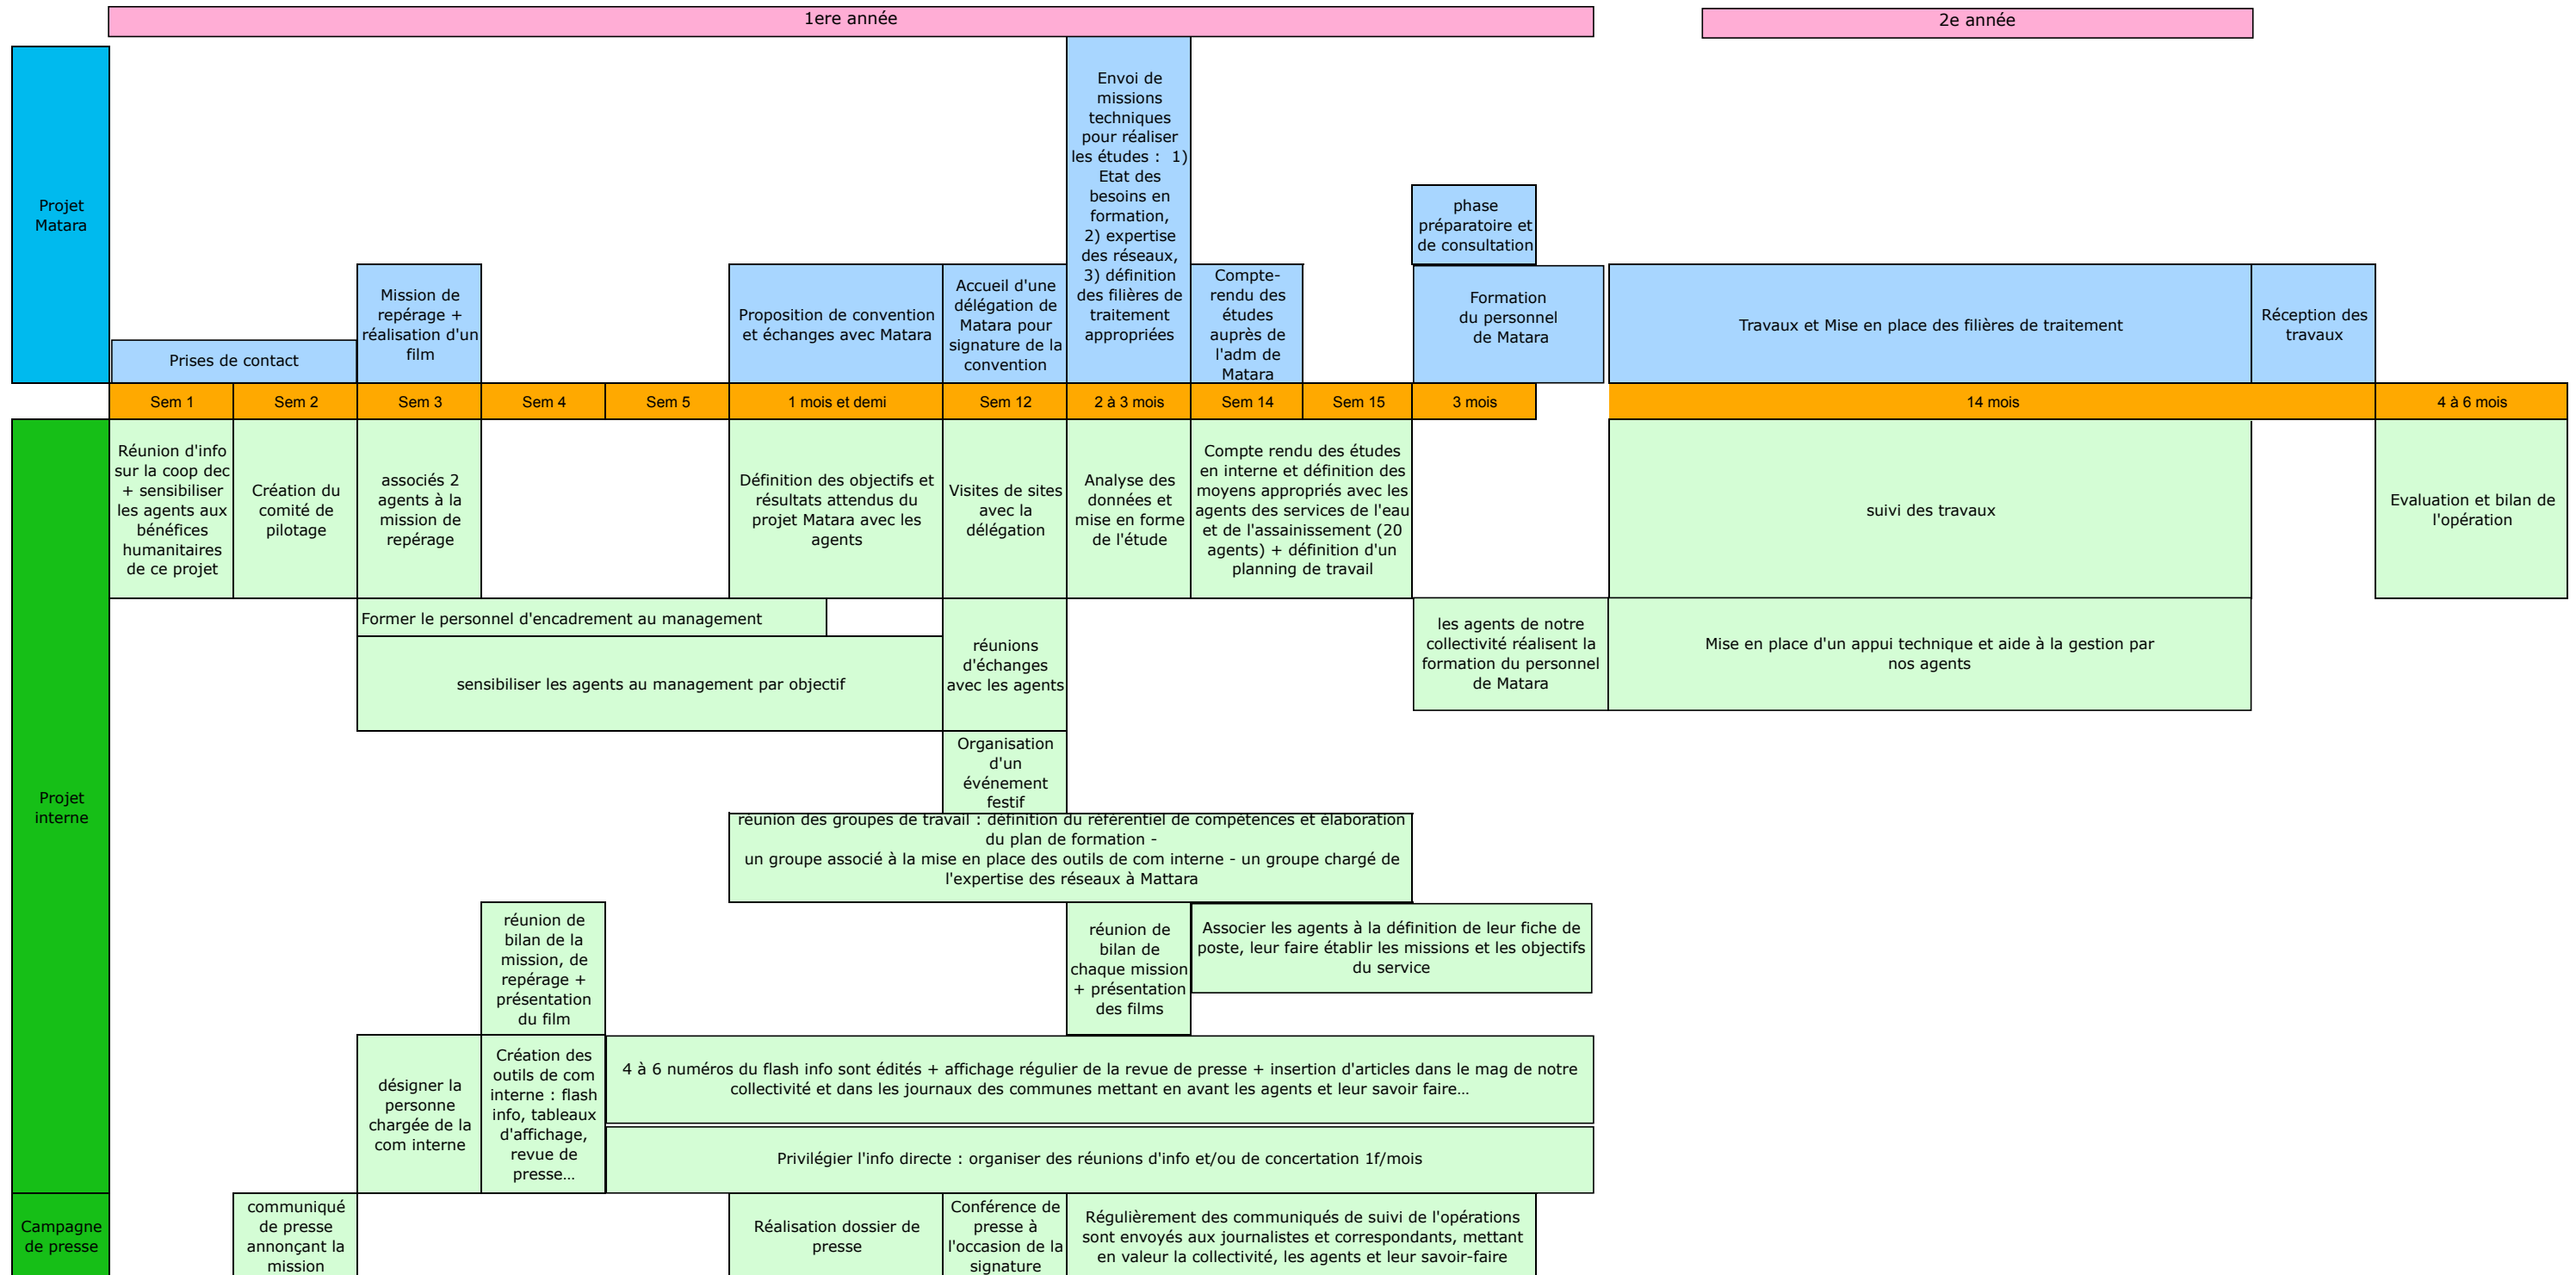 1ere année
2e année
Projet
Matara
Prises de contact
Mission de
repérage +
réalisation d'un
film
Proposition de convention
et échanges avec Matara
Accueil d'une
délégation de
Matara pour
signature de la
convention
Envoi de
missions
techniques
pour réaliser
les études :  1)
Etat des
besoins en
formation,
2) expertise
des réseaux,
3) définition
des filières de
traitement
appropriées
Compte-
rendu des
études
auprès de
l'adm de
Matara
phase
préparatoire et
de consultation
Formation
du personnel
de Matara
Travaux et Mise en place des filières de traitement
Réception des
travaux
Sem 1
Sem 2
Sem 3
Sem 4
Sem 5
1 mois et demi
Sem 12
2 à 3 mois
Sem 14
Sem 15
3 mois
14 mois
4 à 6 mois
Projet
interne
Réunion d'info
sur la coop dec
+ sensibiliser
les agents aux
bénéfices
humanitaires
de ce projet
Création du
comité de
pilotage
associés 2
agents à la
mission de
repérage
Définition des objectifs et
résultats attendus du
projet Matara avec les
agents
Visites de sites
avec la
délégation
Analyse des
données et
mise en forme
de l'étude
Compte rendu des études
en interne et définition des
moyens appropriés avec les
agents des services de l'eau
et de l'assainissement (20
agents) + définition d'un
planning de travail
suivi des travaux
Evaluation et bilan de
l'opération
Former le personnel d'encadrement au management
sensibiliser les agents au management par objectif
réunions
d'échanges
avec les agents
les agents de notre
collectivité réalisent la
formation du personnel
de Matara
Mise en place d'un appui technique et aide à la gestion par
nos agents
Organisation
d'un
événement
festif
réunion des groupes de travail : définition du référentiel de compétences et élaboration
du plan de formation -
un groupe associé à la mise en place des outils de com interne - un groupe chargé de
l'expertise des réseaux à Mattara
réunion de
bilan de la
mission, de
repérage +
présentation
du film
réunion de
bilan de
chaque mission
+ présentation
des films
Associer les agents à la définition de leur fiche de
poste, leur faire établir les missions et les objectifs
du service
désigner la
personne
chargée de la
com interne
Création des
outils de com
interne : flash
info, tableaux
d'affichage,
revue de
presse...
4 à 6 numéros du flash info sont édités + affichage régulier de la revue de presse + insertion d'articles dans le mag de notre
collectivité et dans les journaux des communes mettant en avant les agents et leur savoir faire...
Privilégier l'info directe : organiser des réunions d'info et/ou de concertation 1f/mois
Campagne
de presse
communiqué
de presse
annonçant la
mission
Réalisation dossier de
presse
Conférence de
presse à
l'occasion de la
signature
Régulièrement des communiqués de suivi de l'opérations
sont envoyés aux journalistes et correspondants, mettant
en valeur la collectivité, les agents et leur savoir-faire